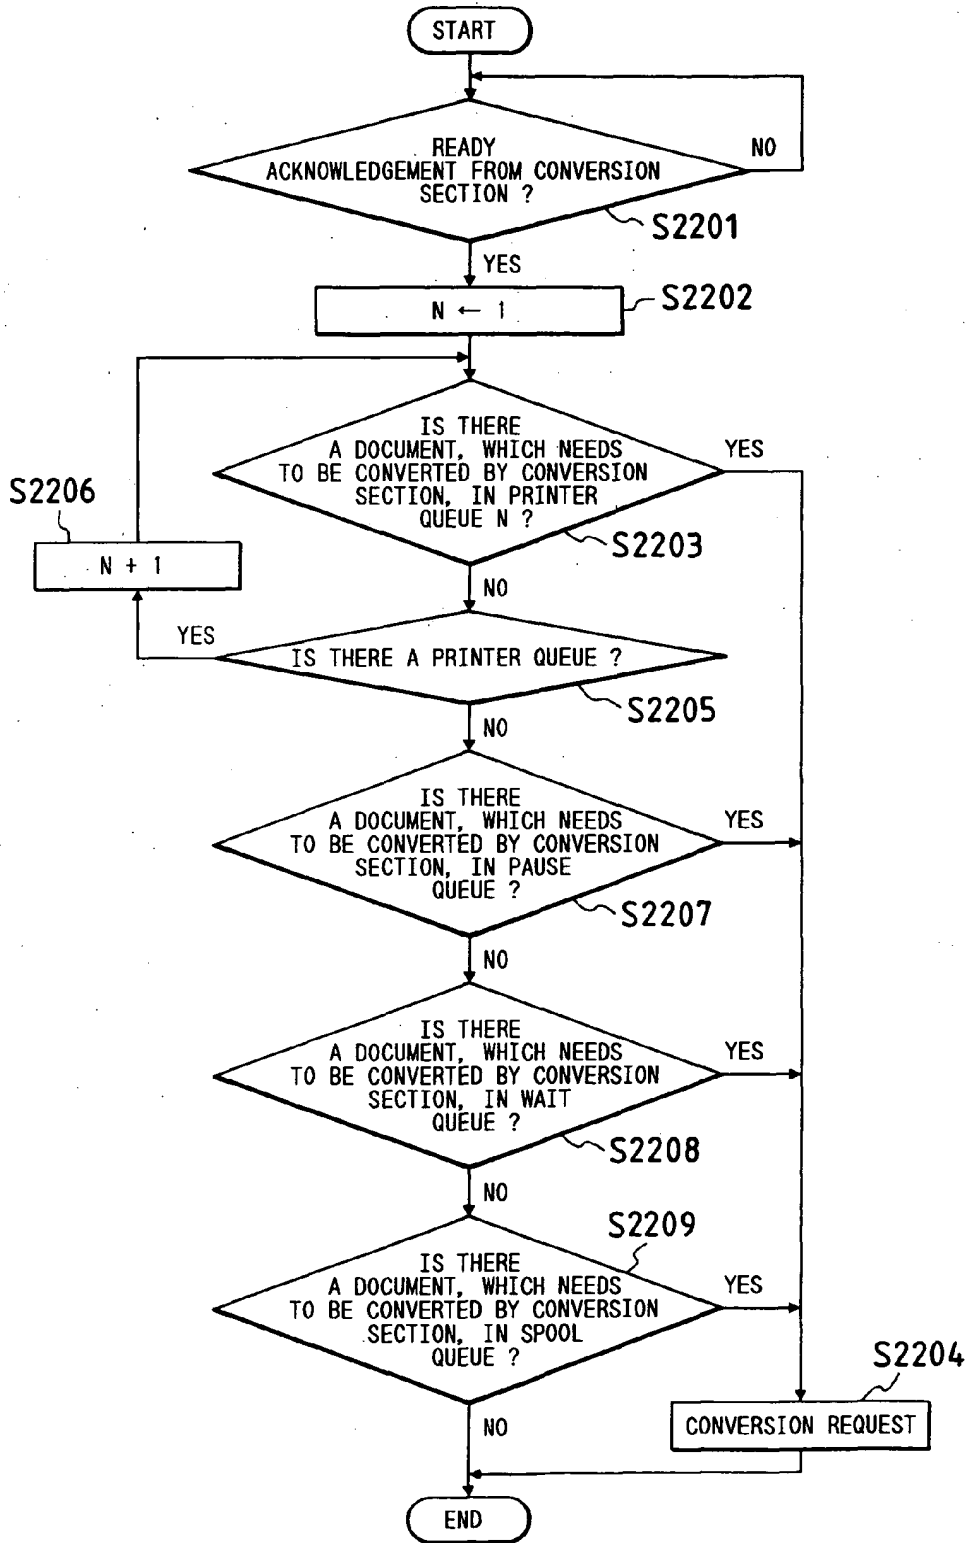 START
READY
ACKNOWLEDGEMENT FROM CONVERSION
SECTION ?
NO
S2201
YES
N ← 1
S2202
IS THERE
A DOCUMENT, WHICH NEEDS
TO BE CONVERTED BY CONVERSION
SECTION, IN PRINTER
QUEUE N ?
YES
S2203
S2206
N + 1
NO
YES
IS THERE A PRINTER QUEUE ?
S2205
NO
IS THERE
A DOCUMENT, WHICH NEEDS
TO BE CONVERTED BY CONVERSION
SECTION, IN PAUSE
QUEUE ?
YES
S2207
NO
IS THERE
A DOCUMENT, WHICH NEEDS
TO BE CONVERTED BY CONVERSION
SECTION, IN WAIT
QUEUE ?
YES
S2208
NO
S2209
IS THERE
A DOCUMENT, WHICH NEEDS
TO BE CONVERTED BY CONVERSION
SECTION, IN SPOOL
QUEUE ?
YES
S2204
CONVERSION REQUEST
NO
END